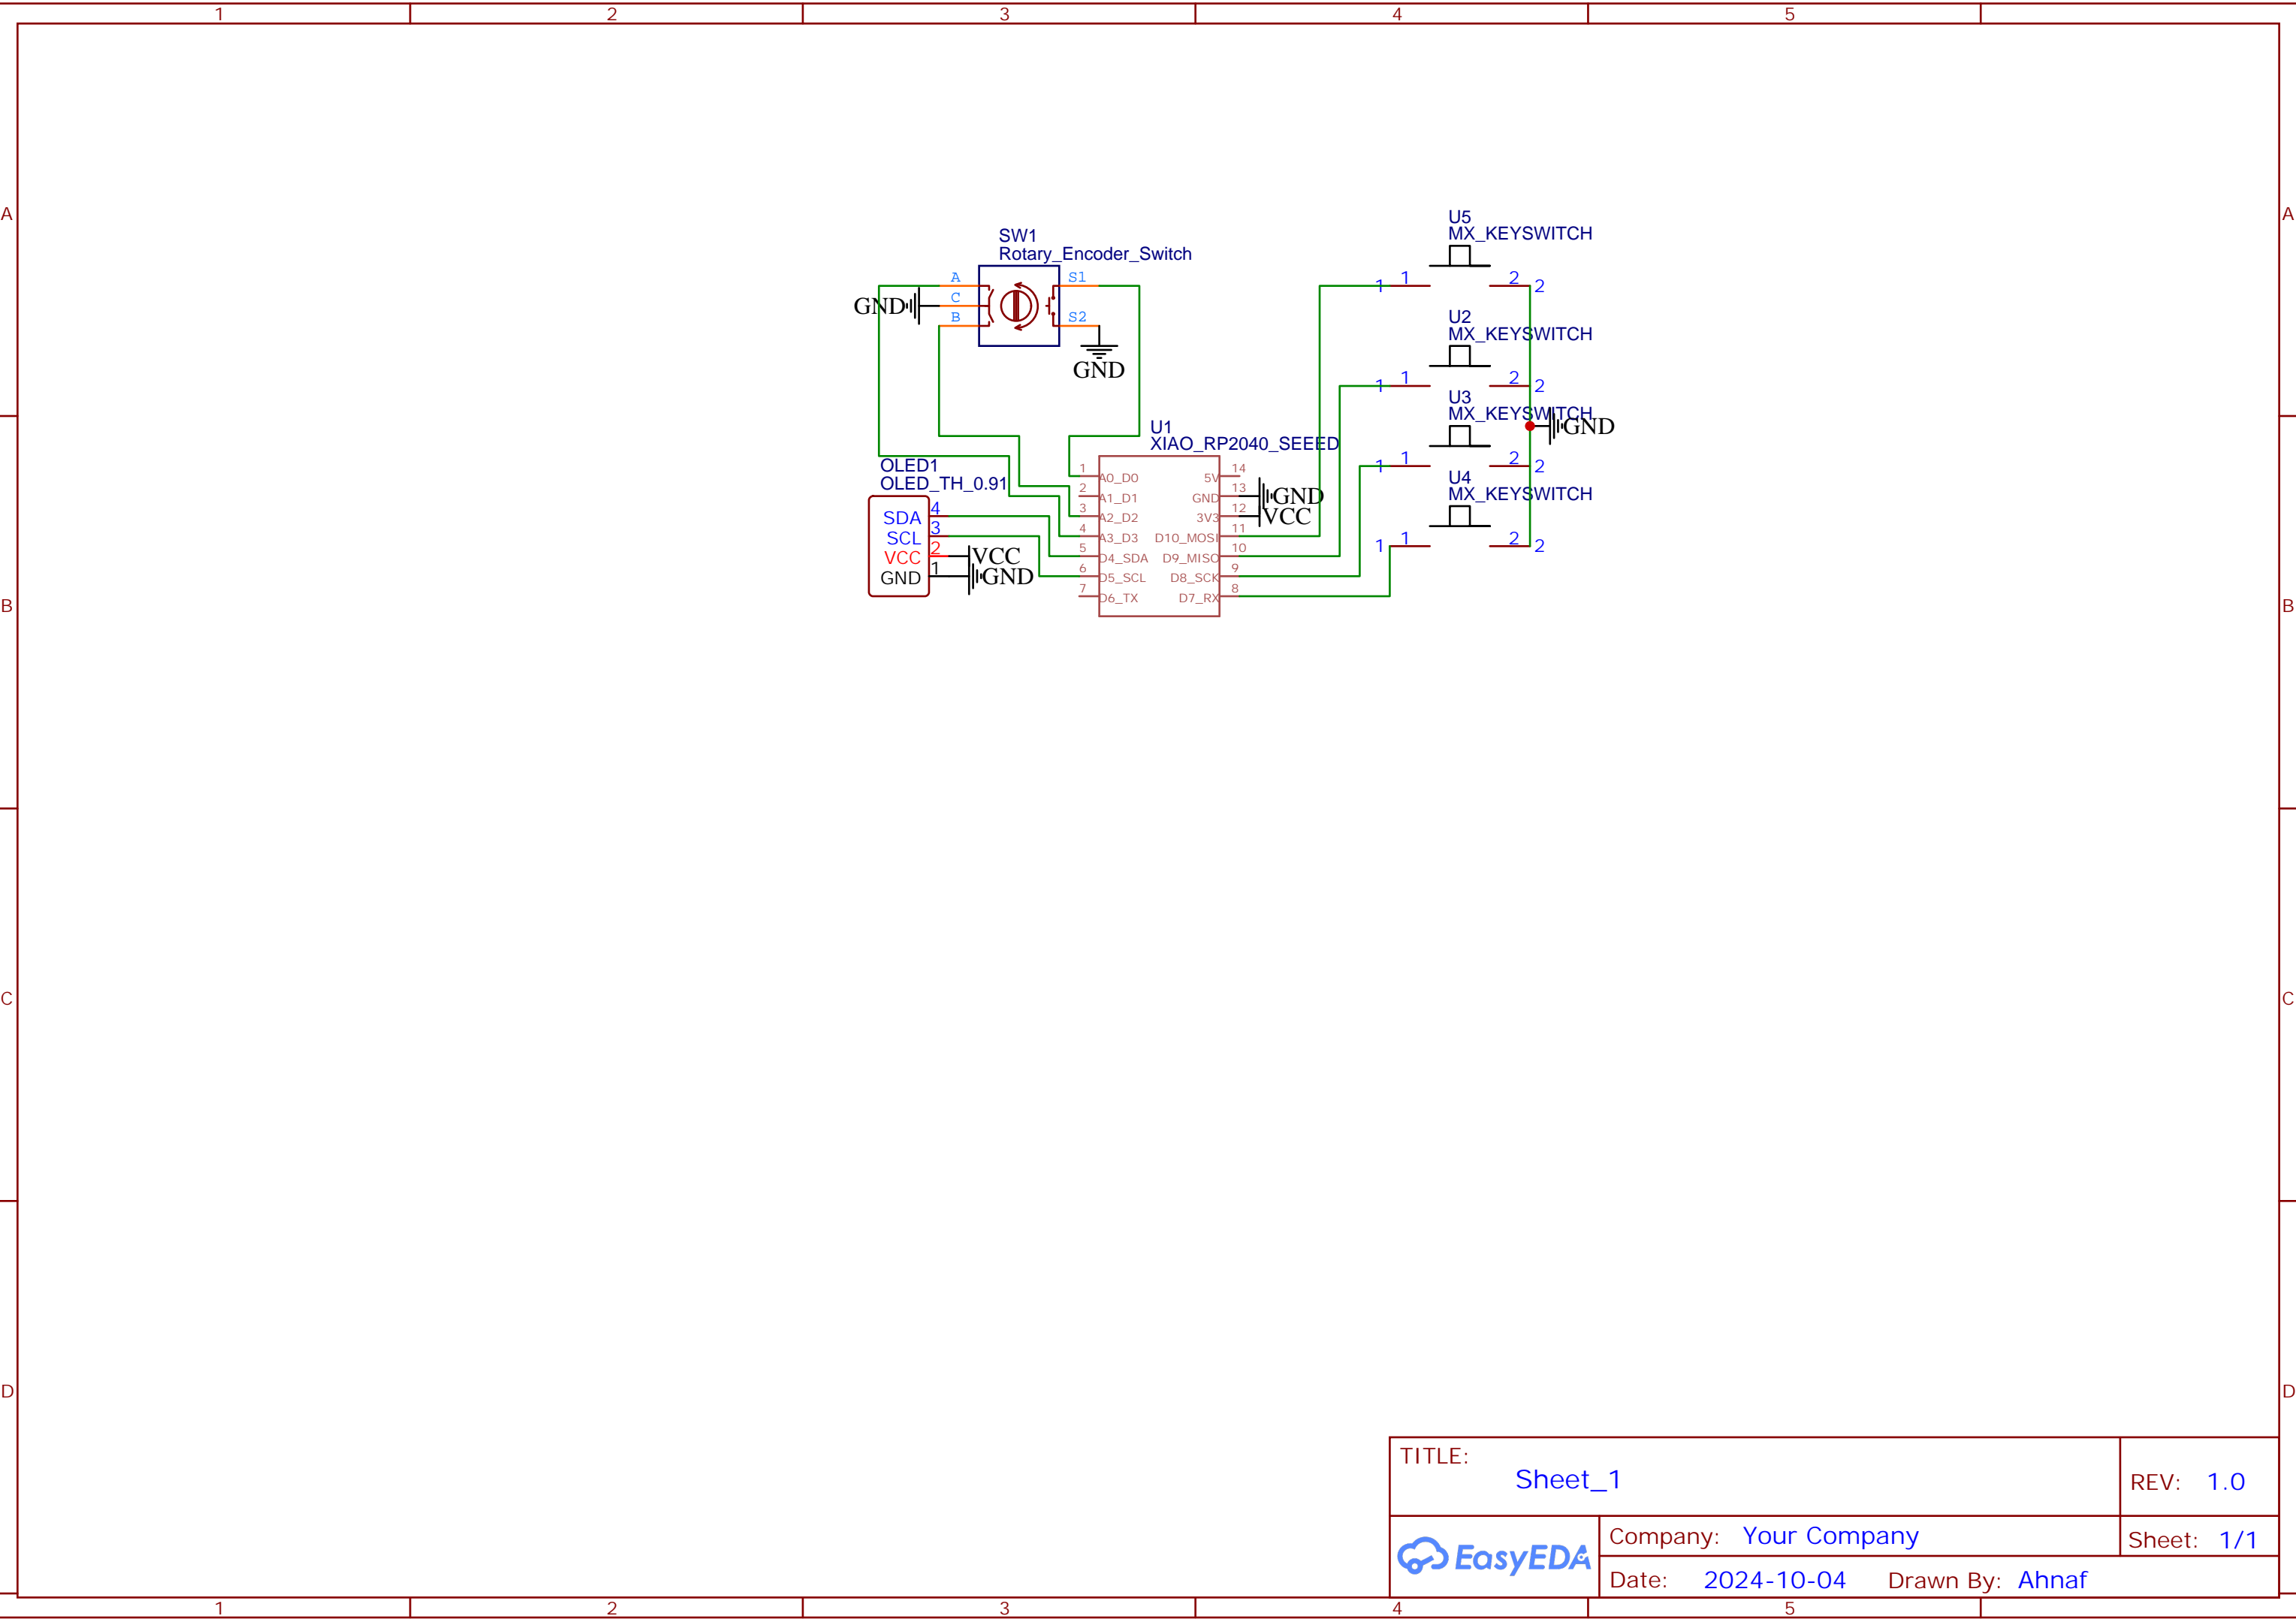 1 2 3 4 5
A A
U5
MX_KEYSWITCH
1 1 2 2
SW1
Rotary_Encoder_Switch
A S1
GND C
B S2
GND
U2
MX_KEYSWITCH
1 1 2 2
U3
MX_KEYSWITCH
GND
1 1 2 2
U4
MX_KEYSWITCH
1 1 2 2
U1
XIAO_RP2040_SEEED
1 A0_D0 5V 14
2 A1_D1 GND 13 GND
3 A2_D2 3V3 12 VCC
4 A3_D3 D10_MOSI 11
5 D4_SDA D9_MISO 10
6 D5_SCL D8_SCK 9
7 D6_TX D7_RX 8
OLED1
OLED_TH_0.91
SDA 4
SCL 3
VCC 2 VCC
GND 1 GND
B B
C C
D D
TITLE:
Sheet_1
REV: 1.0
EasyEDA
Company: Your Company
Sheet: 1/1
Date: 2024-10-04 Drawn By: Ahnaf
1 2 3 4 5